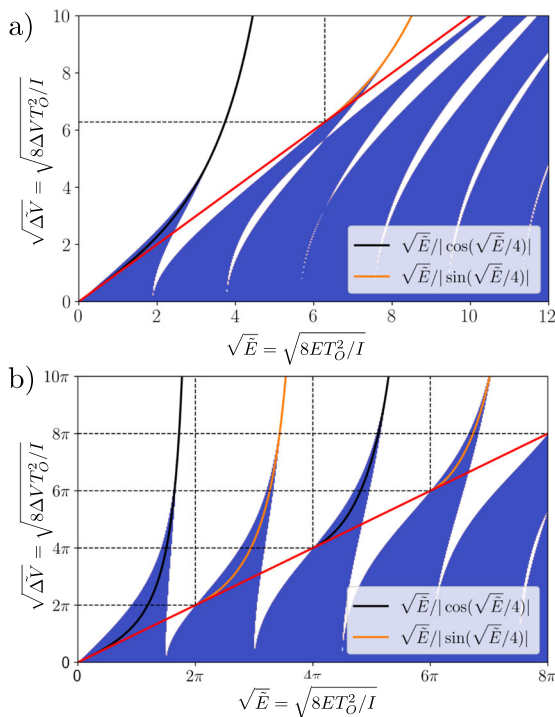 a)
10
8
6
4
2
0
√Δ̃V = √8ΔVT_O²/I
√Ẽ/|cos(√Ẽ/4)|
√Ẽ/|sin(√Ẽ/4)|
0 2 4 6 8 10 12
√Ẽ = √8ET_O²/I
b)
10π
8π
6π
4π
2π
0
√Δ̃V = √8ΔVT_O²/I
√Ẽ/|cos(√Ẽ/4)|
√Ẽ/|sin(√Ẽ/4)|
0 2π 4π 6π 8π
√Ẽ = √8ET_O²/I